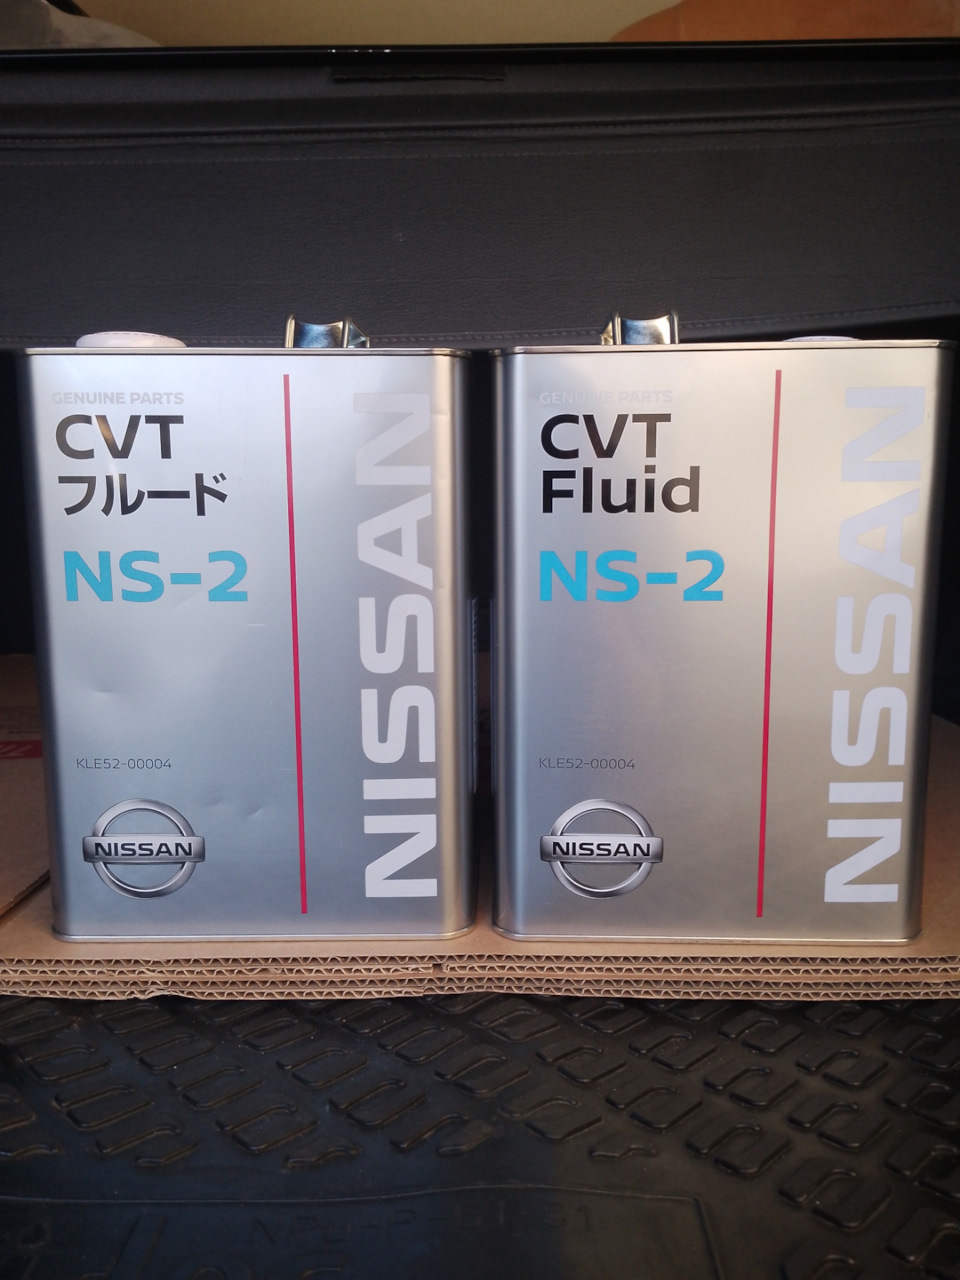 GENUINE PARTS
CVT
フルード
NS-2
KLE52-00004
NISSAN
NISSAN
GENUINE PARTS
CVT
Fluid
NS-2
KLE52-00004
NISSAN
NISSAN